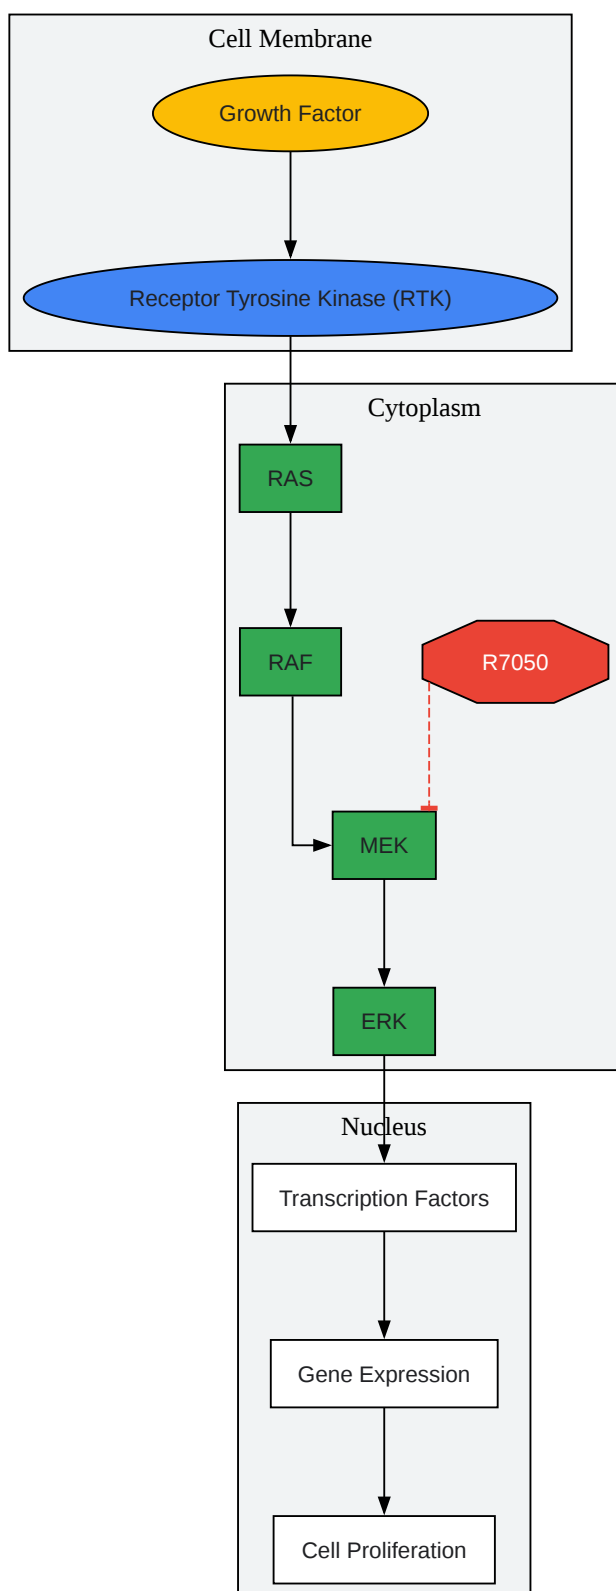 Cell Membrane
Growth Factor
Receptor Tyrosine Kinase (RTK)
Cytoplasm
RAS
RAF
R7050
MEK
ERK
Nucleus
Transcription Factors
Gene Expression
Cell Proliferation